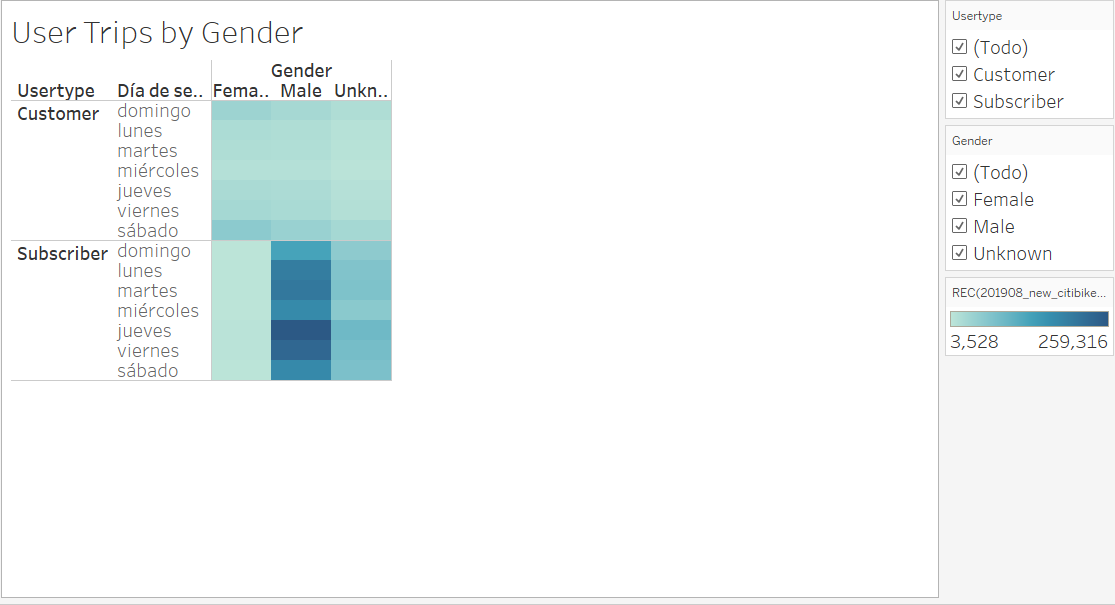 User Trips by Gender
Gender
Usertype Día de se.. Fema.. Male Unkn..
Customer domingo
lunes
martes
miércoles
jueves
viernes
sábado
Subscriber domingo
lunes
martes
miércoles
jueves
viernes
sábado
Usertype
(Todo)
Customer
Subscriber
Gender
(Todo)
Female
Male
Unknown
REC(201908_new_citibike...
3,528 259,316